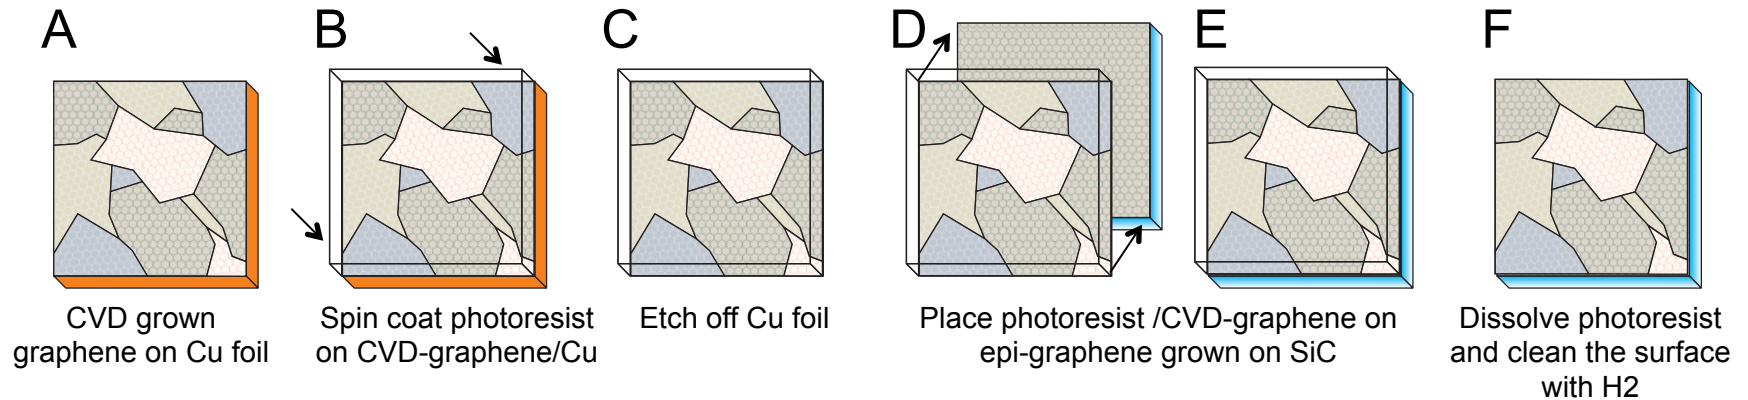 A
B
C
D
E
F
CVD grown
graphene on Cu foil
Spin coat photoresist
on CVD-graphene/Cu
Etch off Cu foil
Place photoresist /CVD-graphene on
epi-graphene grown on SiC
Dissolve photoresist
and clean the surface
with H2